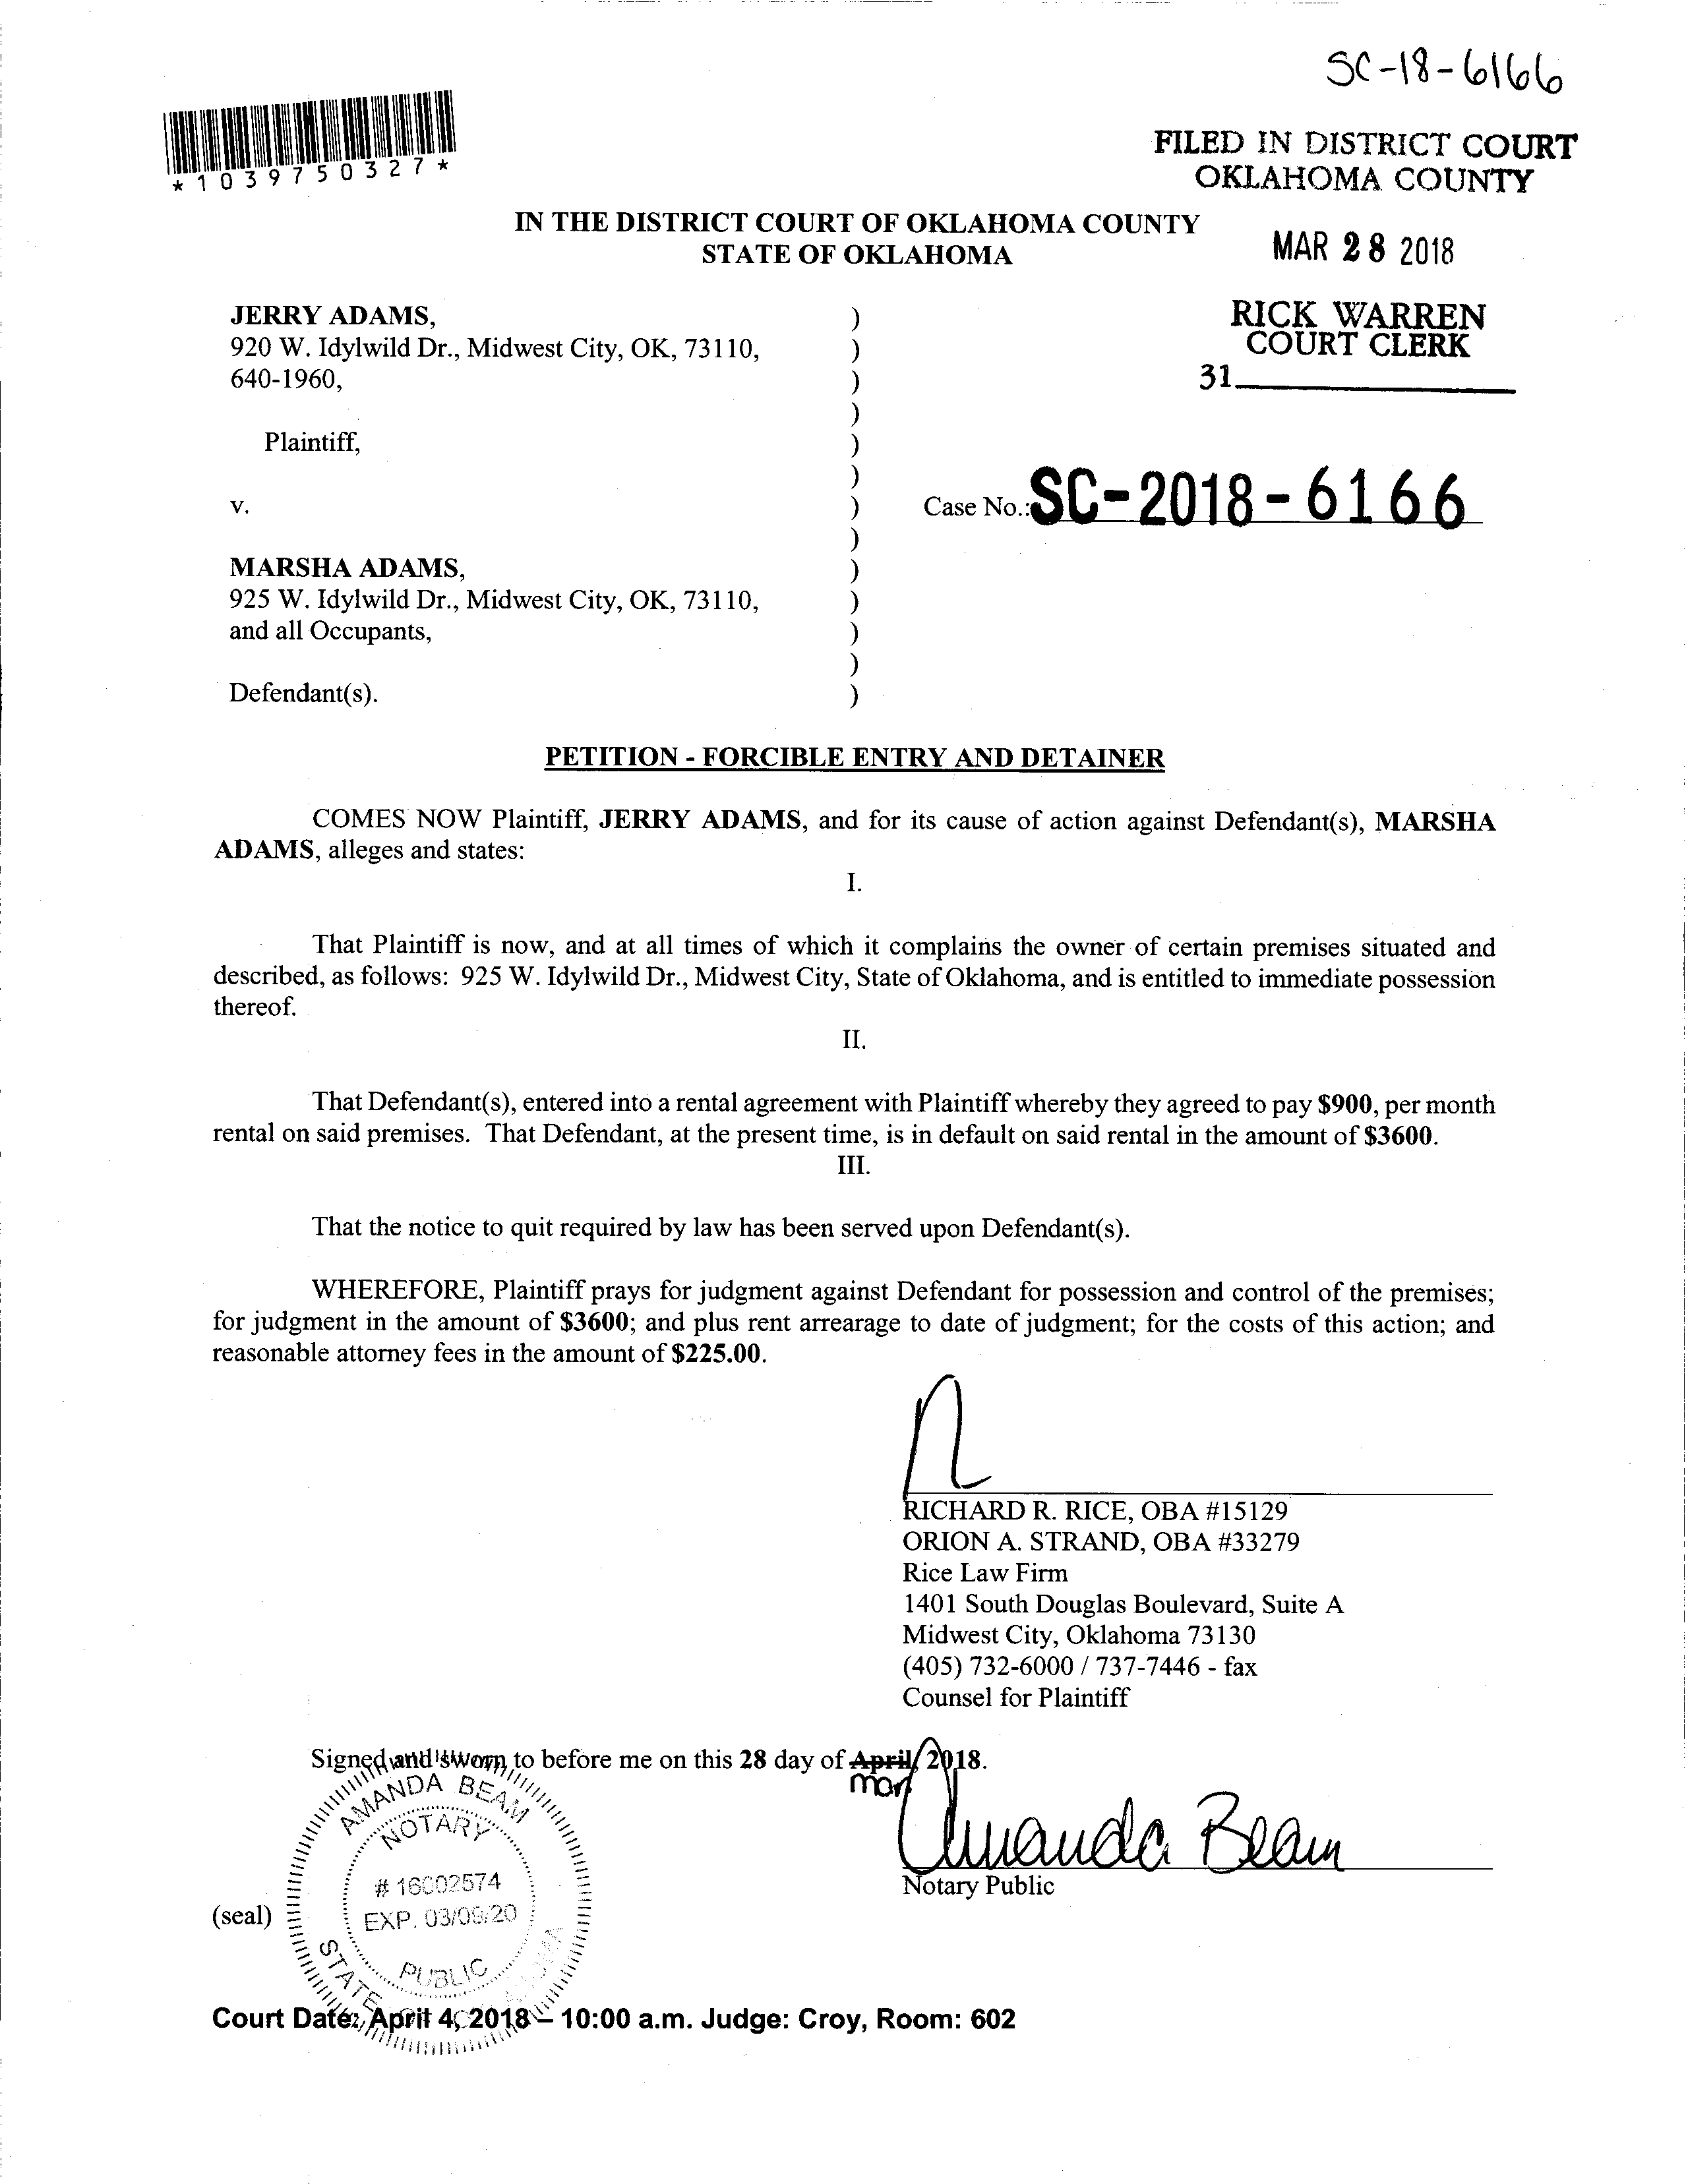 SC-18-6166
*1039750327*
FILED IN DISTRICT COURT
OKLAHOMA COUNTY
IN THE DISTRICT COURT OF OKLAHOMA COUNTY
STATE OF OKLAHOMA
MAR 28 2018
RICK WARREN
COURT CLERK
31
JERRY ADAMS, )
920 W. Idylwild Dr., Midwest City, OK, 73110, )
640-1960, )
)
Plaintiff, )
)
v. )
Case No.: SC-2018-6166
)
MARSHA ADAMS, )
925 W. Idylwild Dr., Midwest City, OK, 73110, )
and all Occupants, )
)
Defendant(s). )
PETITION - FORCIBLE ENTRY AND DETAINER
COMES NOW Plaintiff, JERRY ADAMS, and for its cause of action against Defendant(s), MARSHA
ADAMS, alleges and states:
I.
That Plaintiff is now, and at all times of which it complains the owner of certain premises situated and
described, as follows: 925 W. Idylwild Dr., Midwest City, State of Oklahoma, and is entitled to immediate possession
thereof.
II.
That Defendant(s), entered into a rental agreement with Plaintiff whereby they agreed to pay $900, per month
rental on said premises. That Defendant, at the present time, is in default on said rental in the amount of $3600.
III.
That the notice to quit required by law has been served upon Defendant(s).
WHEREFORE, Plaintiff prays for judgment against Defendant for possession and control of the premises;
for judgment in the amount of $3600; and plus rent arrearage to date of judgment; for the costs of this action; and
reasonable attorney fees in the amount of $225.00.
RICHARD R. RICE, OBA #15129
ORION A. STRAND, OBA #33279
Rice Law Firm
1401 South Douglas Boulevard, Suite A
Midwest City, Oklahoma 73130
(405) 732-6000 / 737-7446 - fax
Counsel for Plaintiff
Signed and sworn to before me on this 28 day of April, 2018.
mar
Amanda Beam
Notary Public
AMANDA BEAM
NOTARY
# 16002574
EXP. 03/09/20
PUBLIC
STATE OF OKLAHOMA
(seal)
Court Date: April 4, 2018 – 10:00 a.m. Judge: Croy, Room: 602